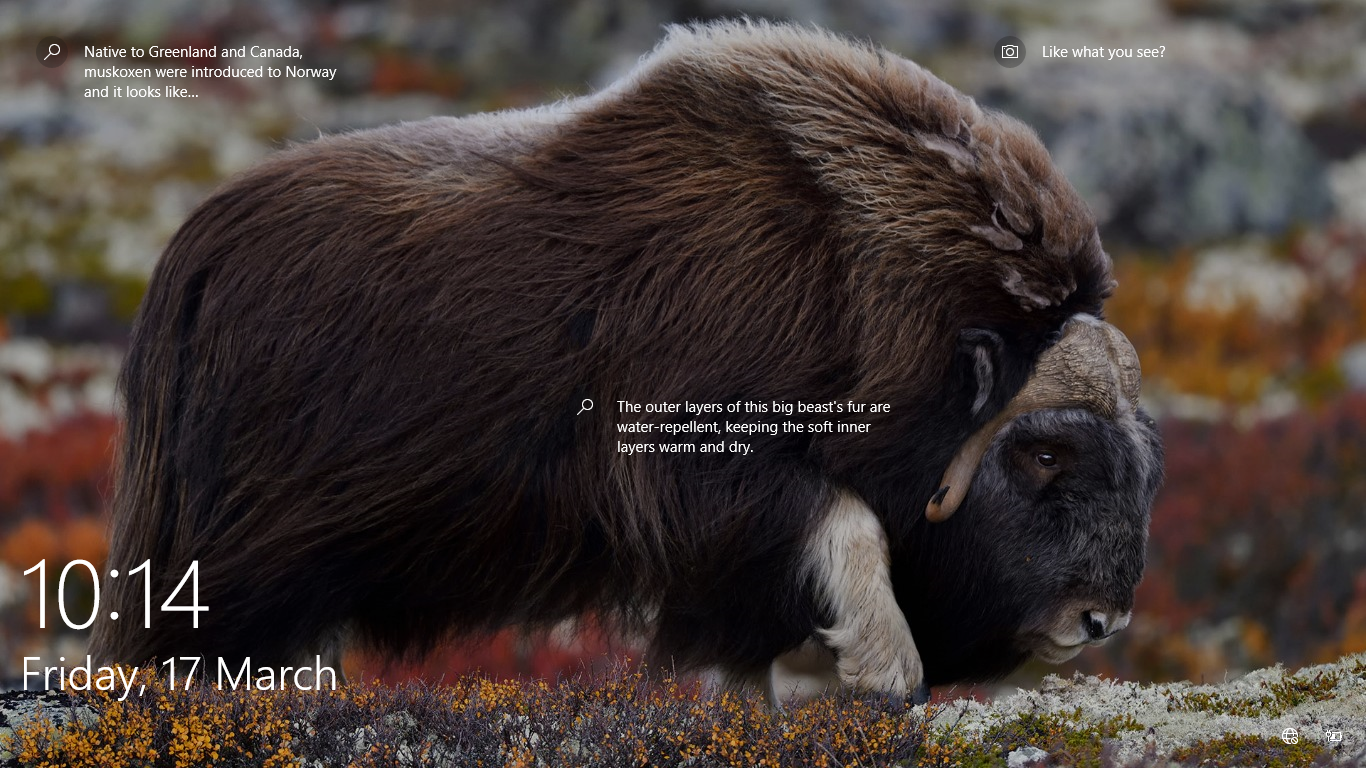 Native to Greenland and Canada,
muskoxen were introduced to Norway
and it looks like...
Like what you see?
The outer layers of this big beast's fur are
water-repellent, keeping the soft inner
layers warm and dry.
10:14
Friday, 17 March